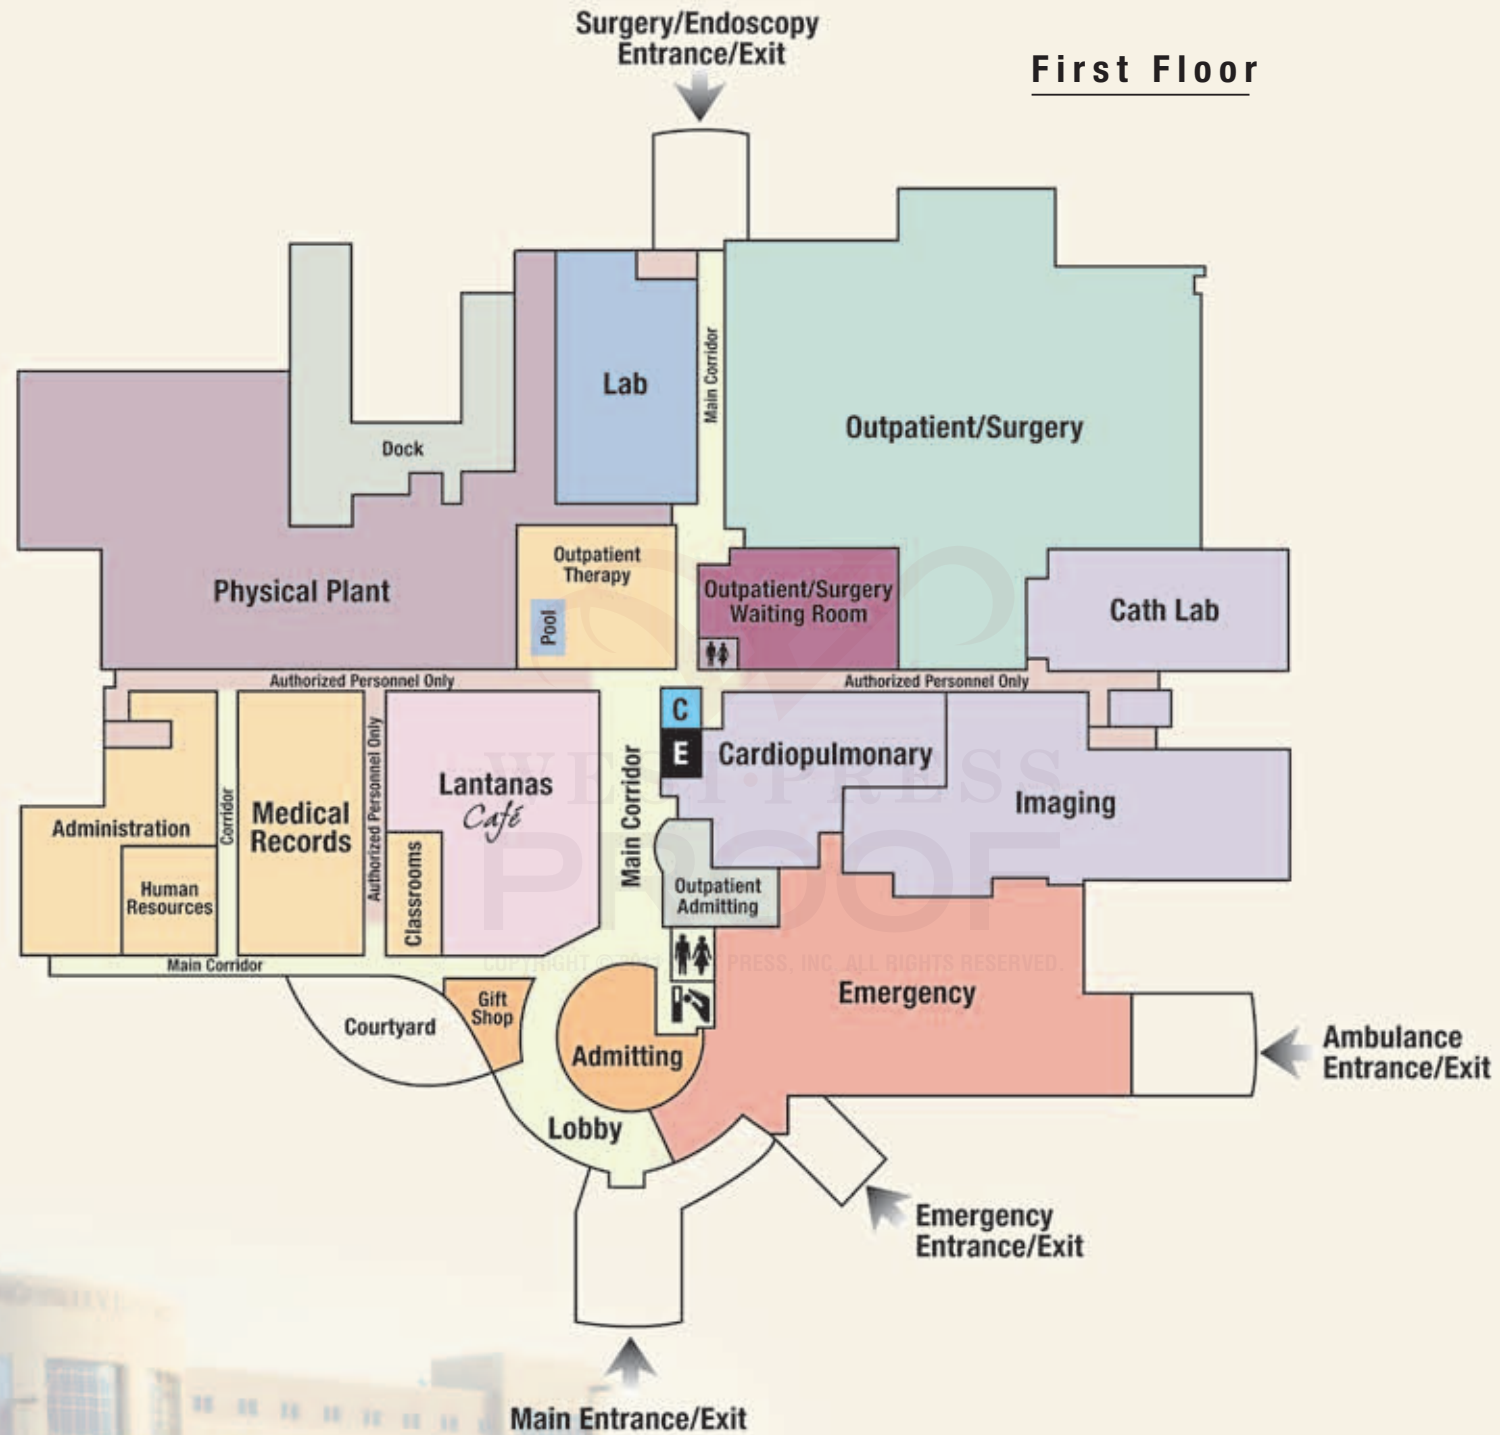 Surgery/Endoscopy
Entrance/Exit
First Floor
Main Corridor
Lab
Outpatient/Surgery
Dock
Outpatient
Therapy
Pool
Physical Plant
Outpatient/Surgery
Waiting Room
Cath Lab
Authorized Personnel Only
Authorized Personnel Only
C
E
Cardiopulmonary
Imaging
Authorized Personnel Only
Lantanas
Café
Main Corridor
Corridor
Medical
Records
Administration
Human
Resources
Classrooms
Outpatient
Admitting
WEST PRESS
PROOF
Main Corridor
Emergency
Gift
Shop
Courtyard
Admitting
Lobby
Ambulance
Entrance/Exit
Emergency
Entrance/Exit
Main Entrance/Exit